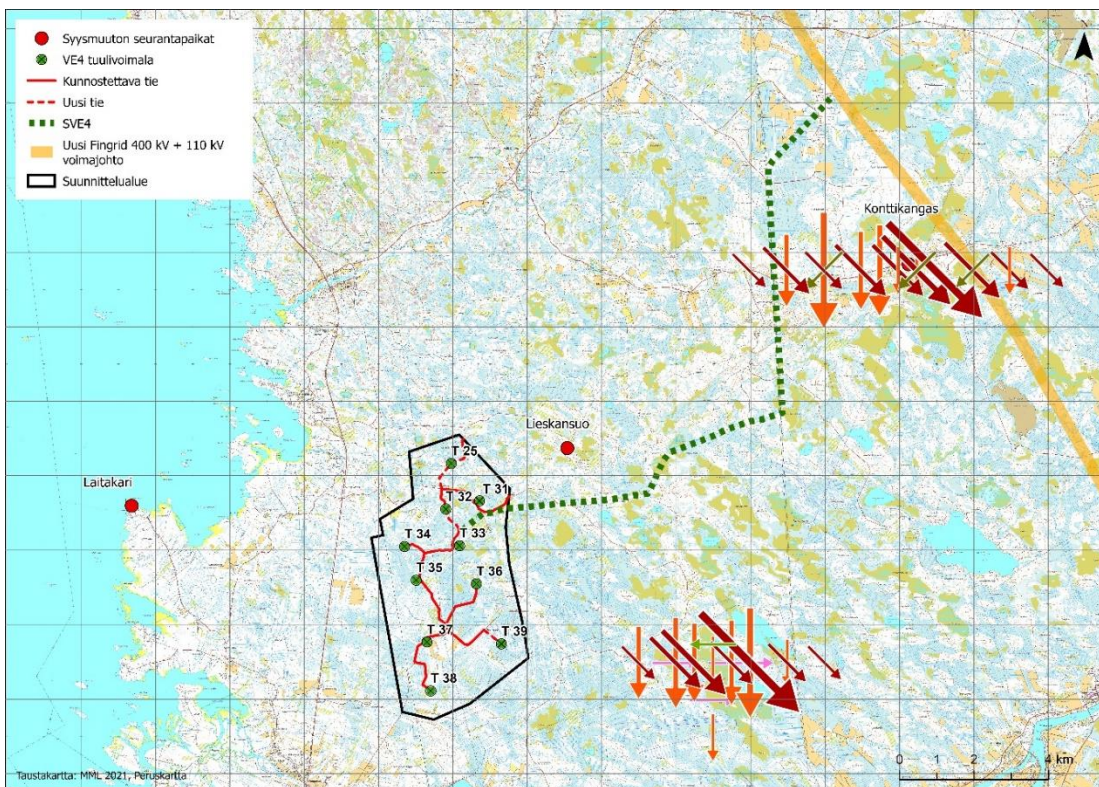 Syysmuuton seurantapaikat
VE4 tuulivoimala
Kunnostettava tie
Uusi tie
SVE4
Uusi Fingrid 400 kV + 110 kV
voimajohto
Suunnittelualue
Konttikangas
Lieskansuo
Laitakari
T 25
T 31
T 32
T 33
T 34
T 35
T 36
T 37
T 39
T 38
0 2 4 km
Taustakartta: MML 2021, Peruskartta